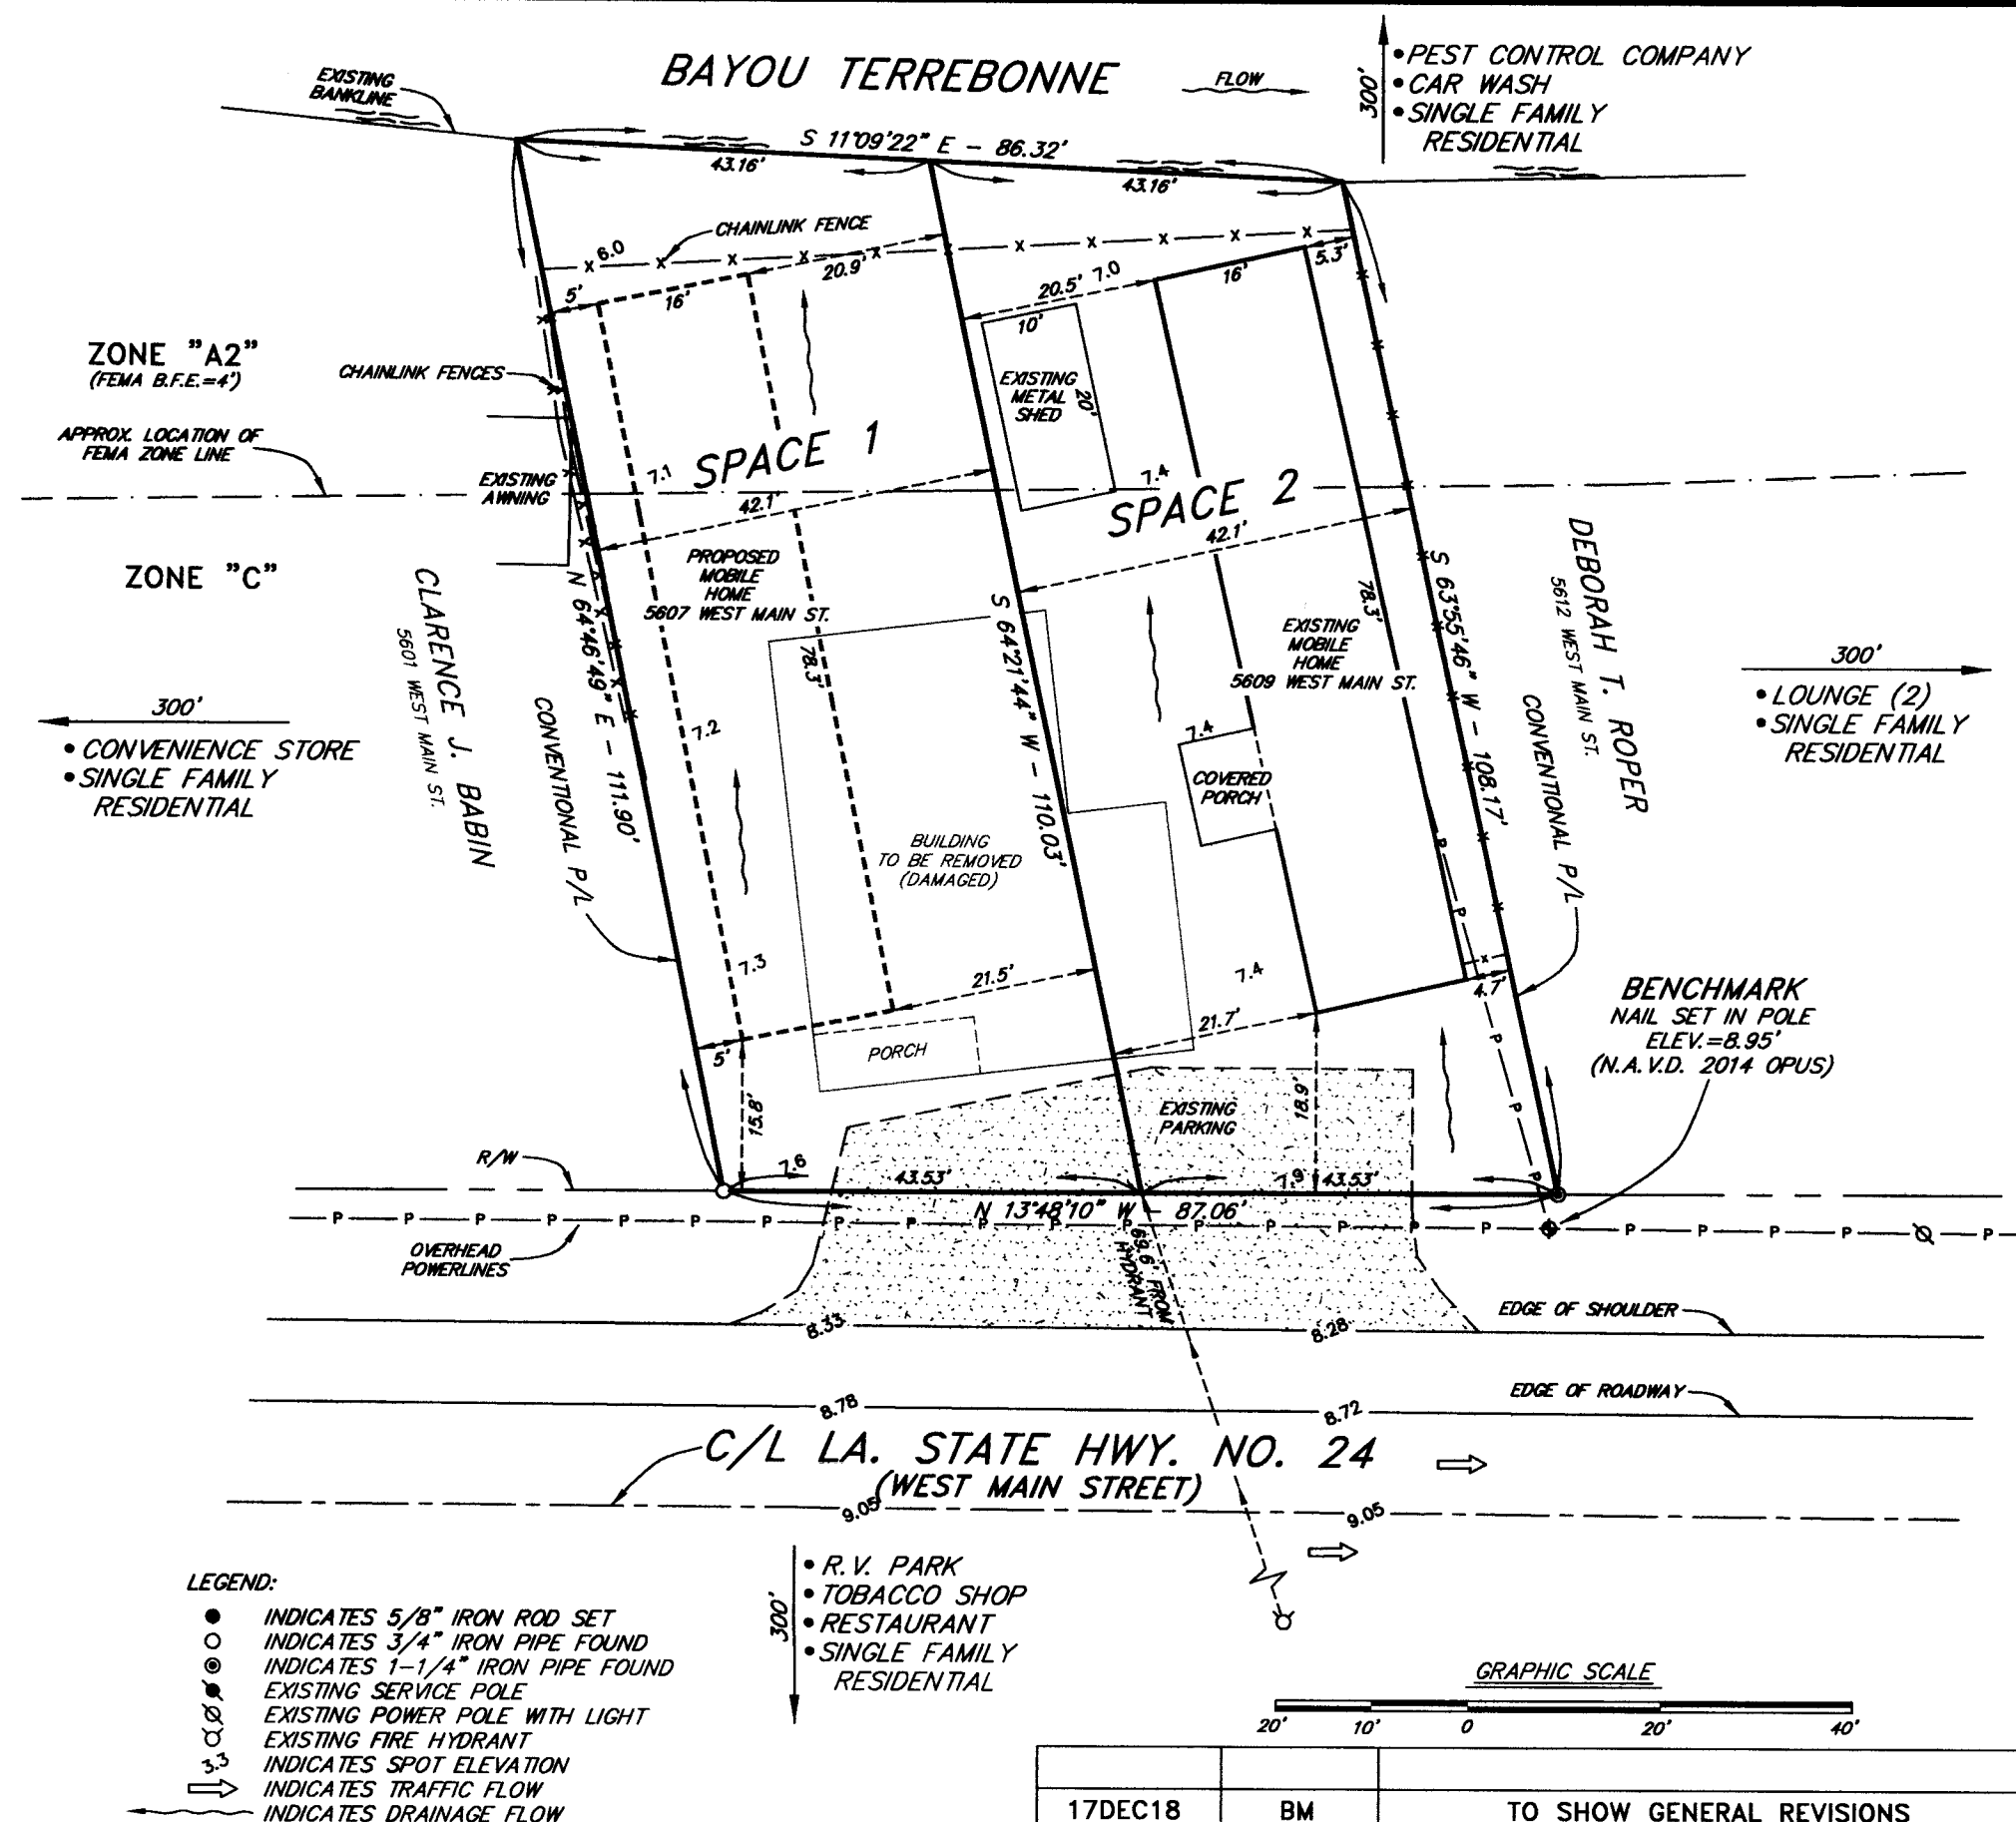 BAYOU TERREBONNE
FLOW
EXISTING
BANKLINE
300'
• PEST CONTROL COMPANY
• CAR WASH
• SINGLE FAMILY
RESIDENTIAL
S 11°09'22" E - 86.32'
43.16'
43.16'
CHAINLINK FENCE
6.0
20.9'
5'
16'
20.5'
7.0
16'
5.3'
10'
ZONE "A2"
(FEMA B.F.E.=4')
CHAINLINK FENCES
EXISTING
METAL
SHED
20'
APPROX. LOCATION OF
FEMA ZONE LINE
EXISTING
AWNING
7.1
SPACE 1
42.1'
7.4
SPACE 2
42.1'
ZONE "C"
PROPOSED
MOBILE
HOME
5607 WEST MAIN ST.
78.3'
EXISTING
MOBILE
HOME
5609 WEST MAIN ST.
78.3'
CLARENCE J. BABIN
5601 WEST MAIN ST.
CONVENTIONAL P/L
N 64°46'49" E - 111.90'
S 64°21'44" W - 110.03'
S 63°55'46" W - 108.17'
DEBORAH T. ROPER
5612 WEST MAIN ST.
CONVENTIONAL P/L
300'
• CONVENIENCE STORE
• SINGLE FAMILY
RESIDENTIAL
300'
• LOUNGE (2)
• SINGLE FAMILY
RESIDENTIAL
7.2
7.4
COVERED
PORCH
BUILDING
TO BE REMOVED
(DAMAGED)
7.3
21.5'
7.4
4.7'
21.7'
5'
PORCH
15.8'
18.9'
EXISTING
PARKING
BENCHMARK
NAIL SET IN POLE
ELEV.=8.95'
(N.A.V.D. 2014 OPUS)
R/W
7.6
43.53'
7.9
43.53'
N 13°48'10" W - 87.06'
P P P P P P P P P P P P P P P P P P P P P P P
P P P P P P
69.6' FROM
HYDRANT
OVERHEAD
POWERLINES
EDGE OF SHOULDER
8.33
8.28
EDGE OF ROADWAY
8.78
8.72
C/L LA. STATE HWY. NO. 24
(WEST MAIN STREET)
9.05
9.05
300'
• R.V. PARK
• TOBACCO SHOP
• RESTAURANT
• SINGLE FAMILY
RESIDENTIAL
LEGEND:
INDICATES 5/8" IRON ROD SET
INDICATES 3/4" IRON PIPE FOUND
INDICATES 1-1/4" IRON PIPE FOUND
EXISTING SERVICE POLE
EXISTING POWER POLE WITH LIGHT
EXISTING FIRE HYDRANT
3.3 INDICATES SPOT ELEVATION
INDICATES TRAFFIC FLOW
INDICATES DRAINAGE FLOW
GRAPHIC SCALE
20' 10' 0 20' 40'
17DEC18 BM TO SHOW GENERAL REVISIONS